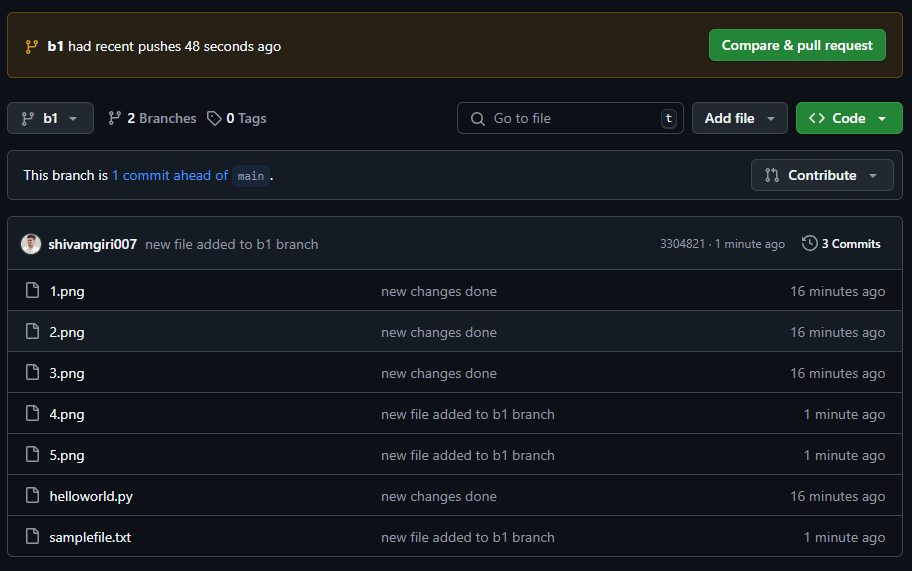 b1 had recent pushes 48 seconds ago
Compare & pull request
b1
2 Branches
0 Tags
Go to file
t
Add file
<> Code
This branch is 1 commit ahead of main .
Contribute
shivamgiri007 new file added to b1 branch
3304821 · 1 minute ago
3 Commits
1.png new changes done 16 minutes ago
2.png new changes done 16 minutes ago
3.png new changes done 16 minutes ago
4.png new file added to b1 branch 1 minute ago
5.png new file added to b1 branch 1 minute ago
helloworld.py new changes done 16 minutes ago
samplefile.txt new file added to b1 branch 1 minute ago